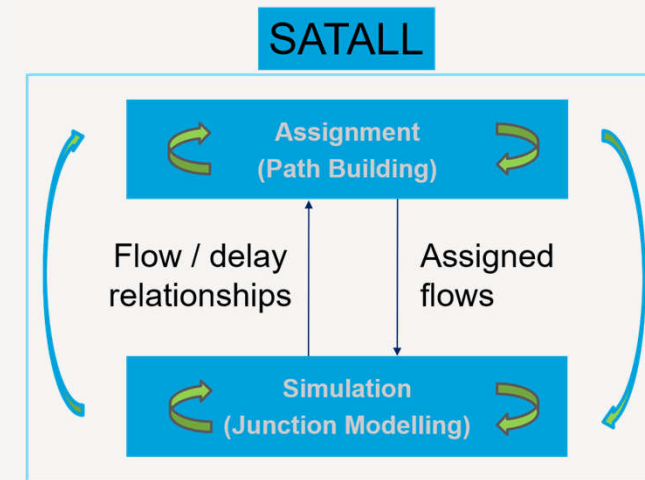 SATALL
Assignment
(Path Building)
Flow / delay
relationships
Assigned
flows
Simulation
(Junction Modelling)